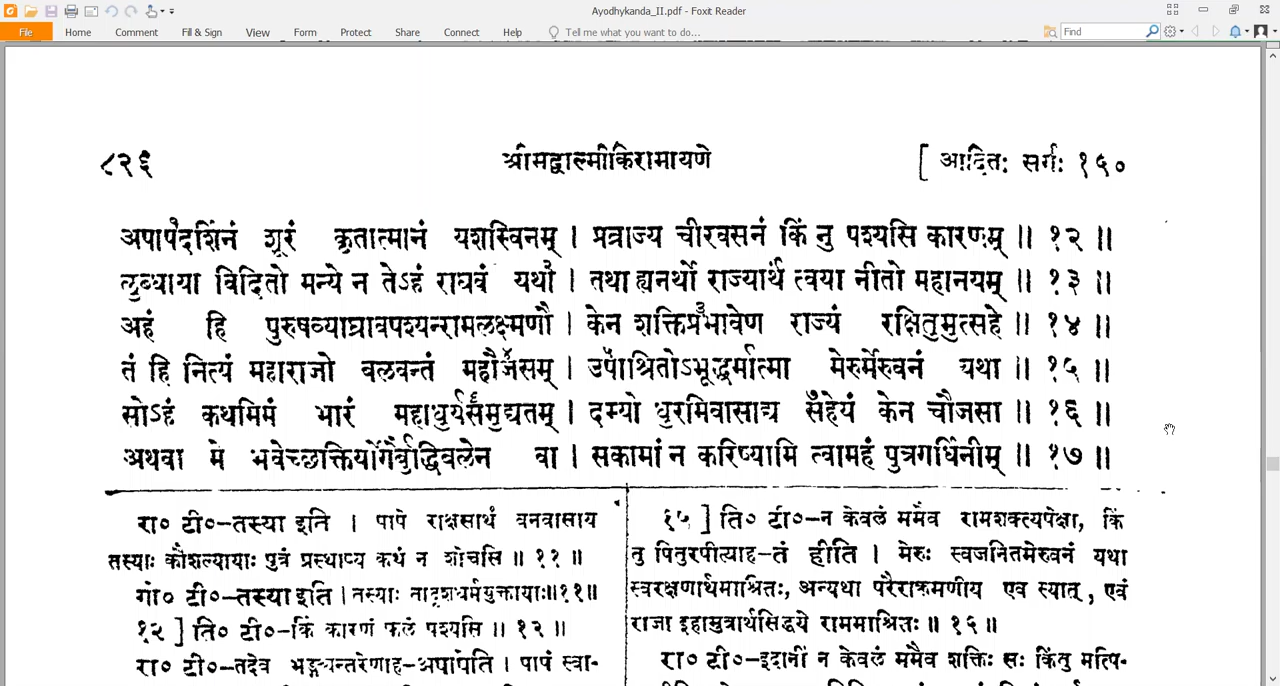 Ayodhykanda_II.pdf - Foxit Reader
File Home Comment Fill & Sign View Form Protect Share Connect Help Tell me what you want to do... Find
८२६ श्रीमद्वाल्मीकिरामायणे [ आदितः सर्गः १५०
अपापदर्शिनं शूरं कृतात्मानं यशस्विनम् । प्रव्राज्य चीरवसनं किं नु पश्यसि कारणम् ॥ १२ ॥
लुब्धाया विदितो मन्ये न तेऽहं राघवं यथा । तथा ह्यनर्थो राज्यार्थं त्वया नीतो महानयम् ॥ १३ ॥
अहं हि पुरुषव्याघ्रावपश्यन्रामलक्ष्मणौ । केन शक्तिप्रभावेण राज्यं रक्षितुमुत्सहे ॥ १४ ॥
तं हि नित्यं महाराजो बलवन्तं महौजसम् । उपाश्रितोऽभूद्धर्मात्मा मेरुर्मेरुवनं यथा ॥ १५ ॥
सोऽहं कथमिमं भारं महाधुर्यसमुद्यतम् । दम्यो धुरमिवासाद्य सहेयं केन चौजसा ॥ १६ ॥
अथवा मे भवेच्छक्तिर्योगैर्बुद्धिबलेन वा । सकामां न करिष्यामि त्वामहं पुत्रगर्धिनीम् ॥ १७ ॥
रा० टी०-तस्या इति । पापे राक्षसार्थं वनवासाय
तस्याः कौशल्यायाः पुत्रं प्रस्थाप्य कथं न शोचसि ॥ ११ ॥
गो० टी०-तस्या इति । तस्याः तादृशधर्मयुक्तायाः॥११॥
१२ ] ति० टी०-किं कारणं फलं पश्यसि ॥ १२ ॥
रा० टी०-तदेव भङ्ग्यन्तरेणाह-अपापेति । पापं स्वा-
१५ ] ति० टी०-न केवलं ममैव रामशक्त्यपेक्षा, किं
तु पितुरपीत्याह-तं हीति । मेरुः स्वजनितमेरुवनं यथा
स्वरक्षणार्थमाश्रितः, अन्यथा परैराक्रमणीय एव स्यात् , एवं
राजा इहामुत्रार्थसिद्धये राममाश्रितः ॥ १६ ॥
रा० टी०-इदानीं न केवलं ममैव शक्तिः सः किंतु मत्पि-